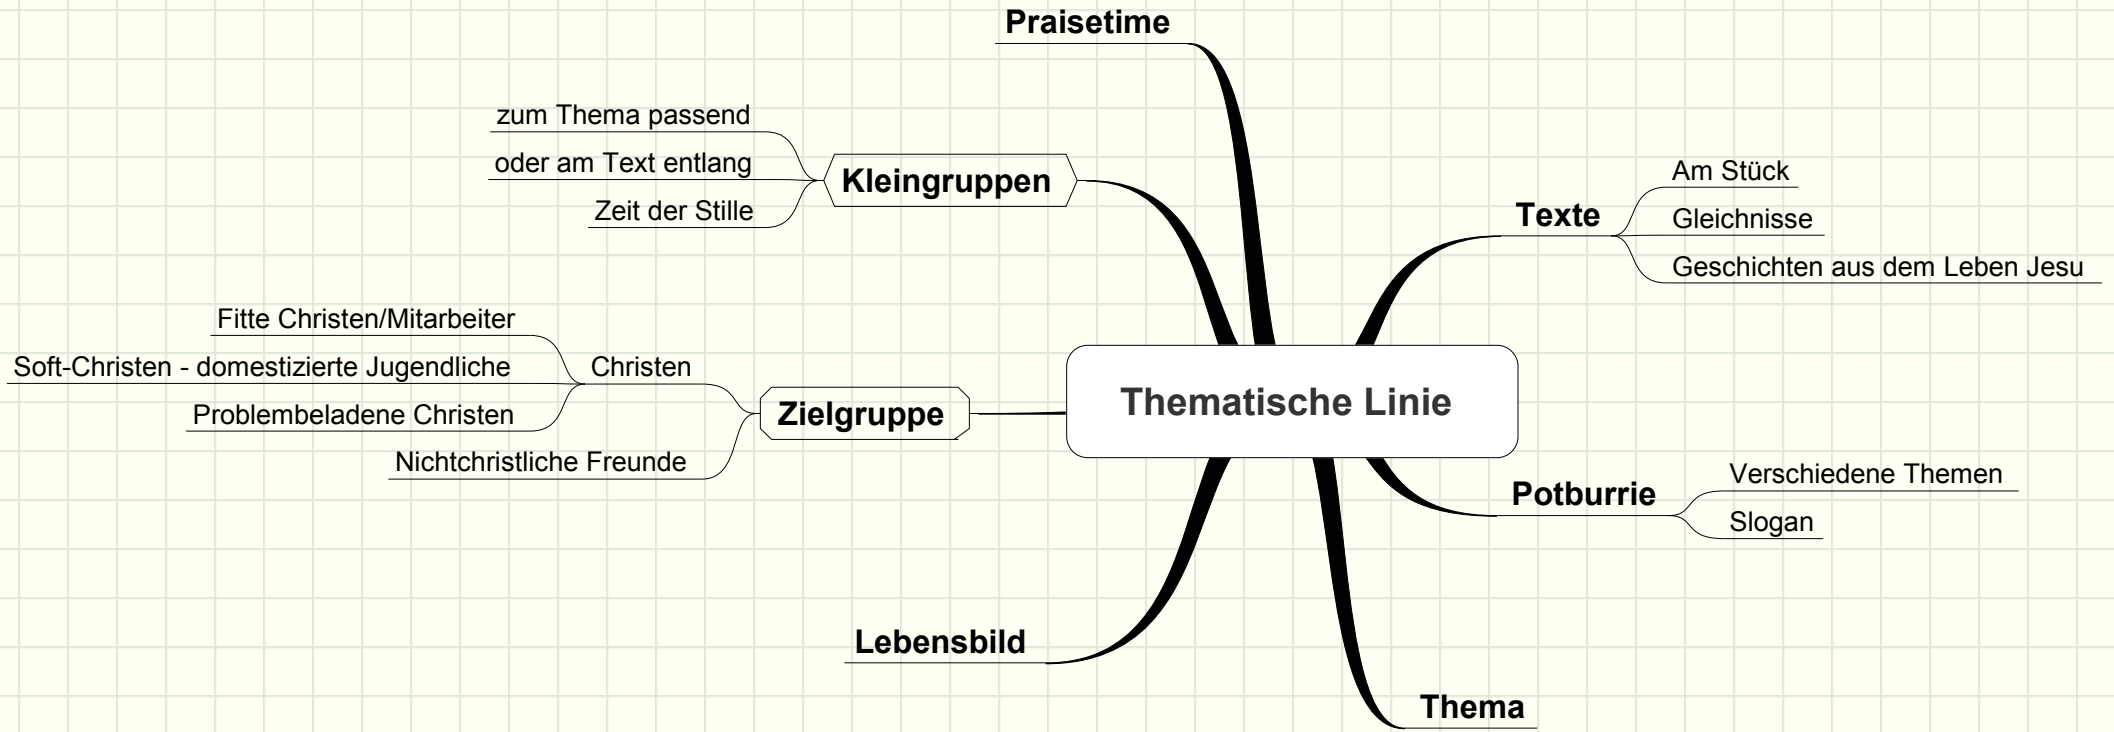 Praisetime
zum Thema passend
oder am Text entlang
Zeit der Stille
Kleingruppen
Texte
Am Stück
Gleichnisse
Geschichten aus dem Leben Jesu
Fitte Christen/Mitarbeiter
Soft-Christen - domestizierte Jugendliche
Problembeladene Christen
Christen
Nichtchristliche Freunde
Zielgruppe
Thematische Linie
Potburrie
Verschiedene Themen
Slogan
Lebensbild
Thema